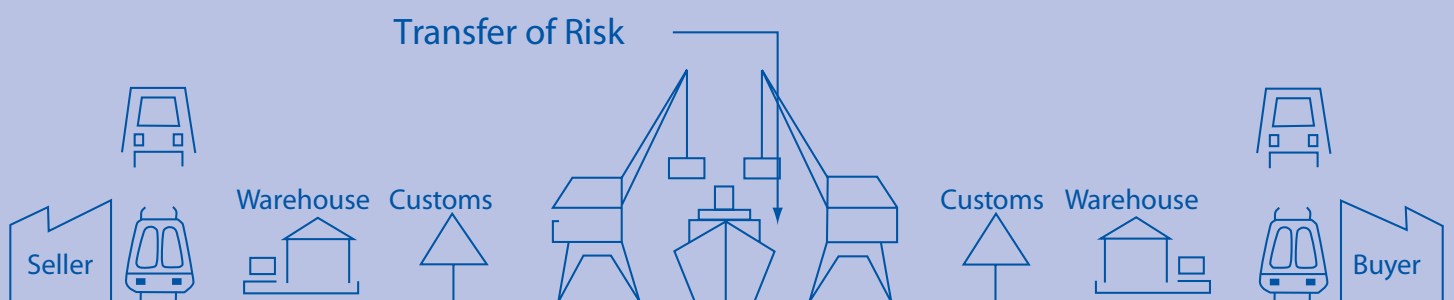 Transfer of Risk
Warehouse Customs
Customs Warehouse
Seller
Buyer